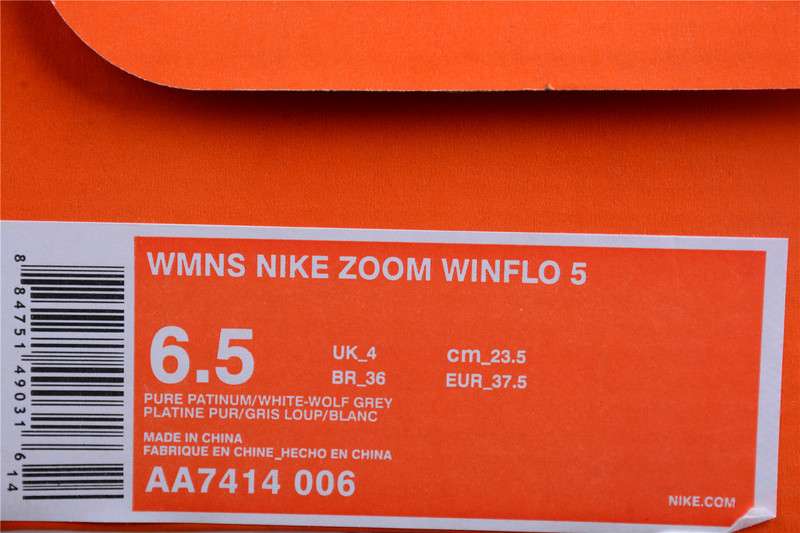 WMNS NIKE ZOOM WINFLO 5
6.5
UK_4
cm_23.5
BR_36
EUR_37.5
PURE PATINUM/WHITE-WOLF GREY
PLATINE PUR/GRIS LOUP/BLANC
MADE IN CHINA
FABRIQUE EN CHINE_HECHO EN CHINA
AA7414 006
NIKE.COM
8 84751 49031 6 14